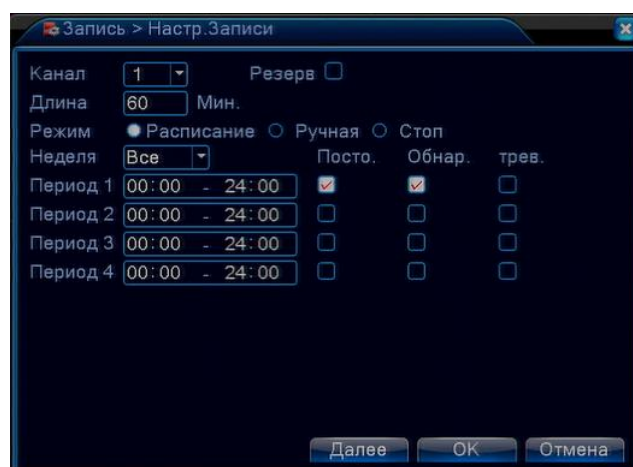 Запись > Настр.Записи
Канал 1 Резерв
Длина 60 Мин.
Режим Расписание Ручная Стоп
Неделя Все Посто. Обнар. трев.
Период 1 00:00 - 24:00
Период 2 00:00 - 24:00
Период 3 00:00 - 24:00
Период 4 00:00 - 24:00
Далее OK Отмена